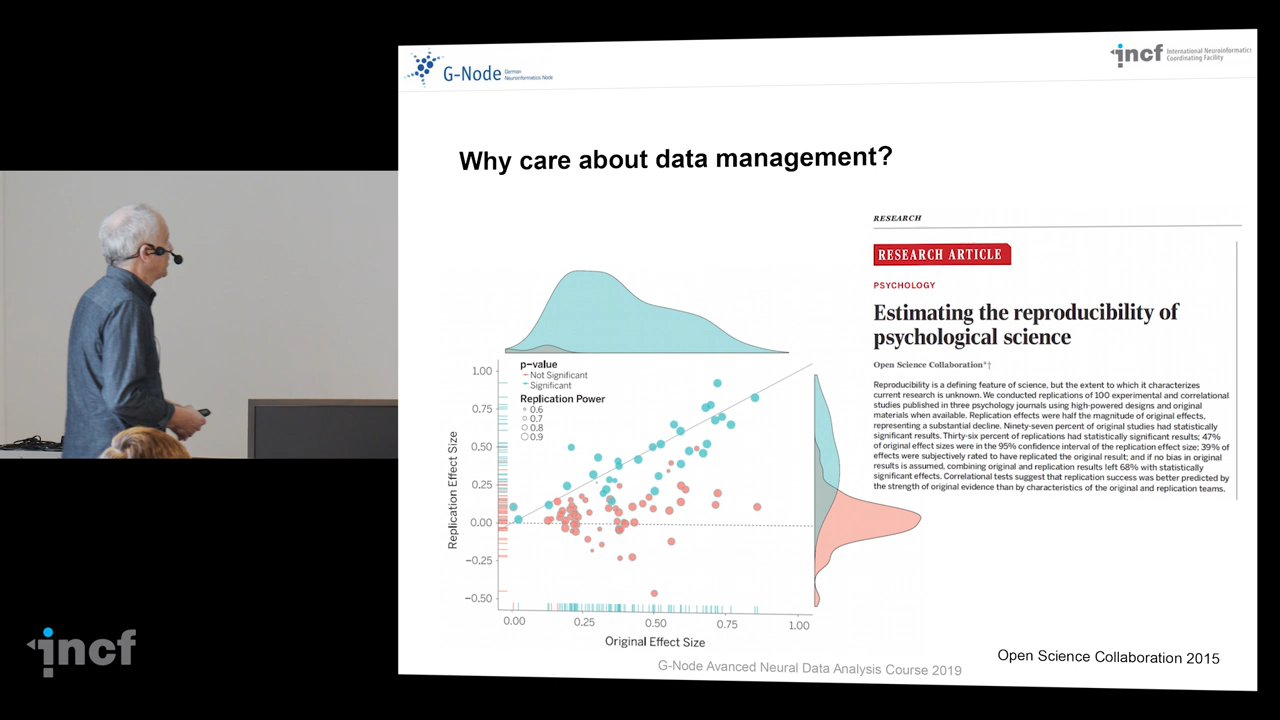 G-Node German
Neuroinformatics Node
incf International Neuroinformatics
Coordinating Facility
Why care about data management?
RESEARCH
RESEARCH ARTICLE
PSYCHOLOGY
Estimating the reproducibility of
psychological science
Open Science Collaboration*†
Reproducibility is a defining feature of science, but the extent to which it characterizes
current research is unknown. We conducted replications of 100 experimental and correlational
studies published in three psychology journals using high-powered designs and original
materials when available. Replication effects were half the magnitude of original effects,
representing a substantial decline. Ninety-seven percent of original studies had statistically
significant results. Thirty-six percent of replications had statistically significant results; 47%
of original effect sizes were in the 95% confidence interval of the replication effect size; 39% of
effects were subjectively rated to have replicated the original result; and if no bias in original
results is assumed, combining original and replication results left 68% with statistically
significant effects. Correlational tests suggest that replication success was better predicted by
the strength of original evidence than by characteristics of the original and replication teams.
p-value
Not Significant
Significant
Replication Power
0.6
0.7
0.8
0.9
1.00
0.75
0.50
0.25
0.00
−0.25
−0.50
Replication Effect Size
0.00 0.25 0.50 0.75 1.00
Original Effect Size
Open Science Collaboration 2015
G-Node Avanced Neural Data Analysis Course 2019
incf